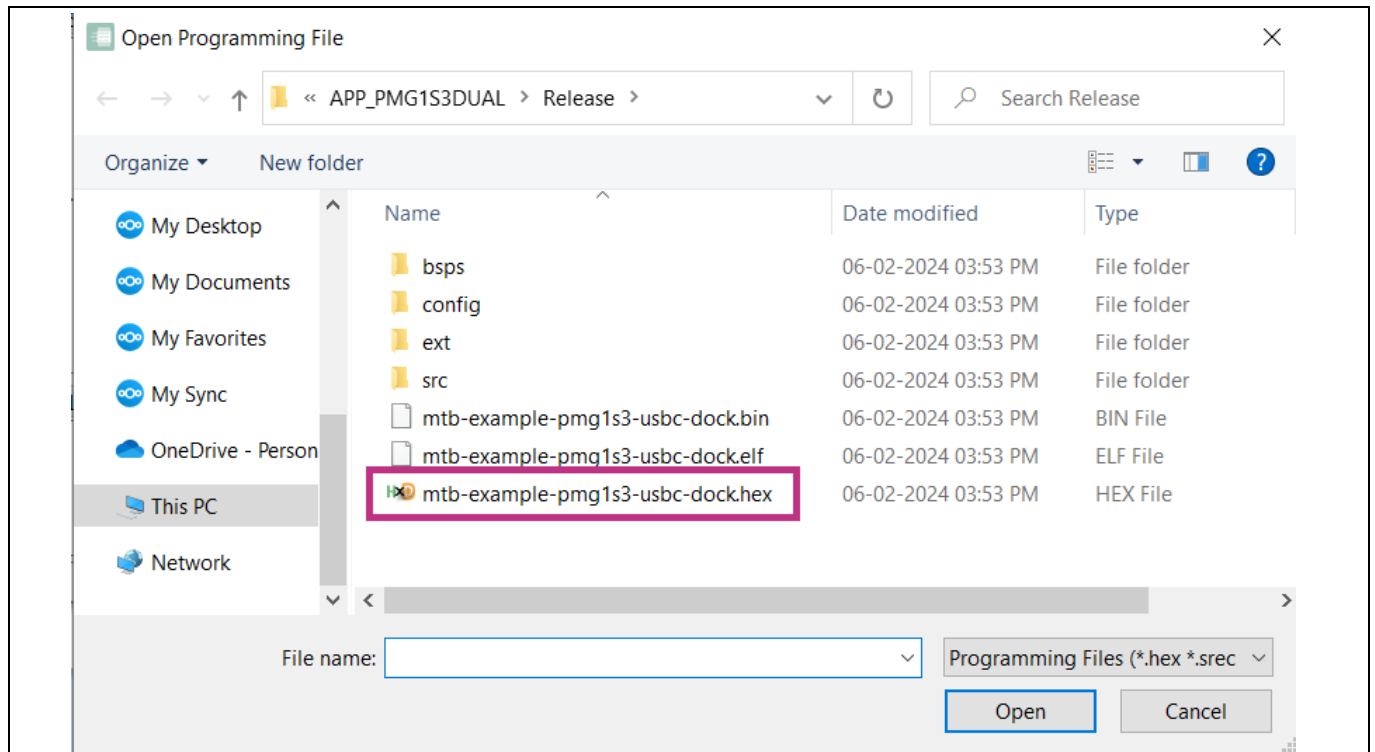 Open Programming File
« APP_PMG1S3DUAL > Release >
Search Release
Organize
New folder
?
Name
Date modified
Type
My Desktop
My Documents
My Favorites
My Sync
OneDrive - Person
This PC
Network
bsps 06-02-2024 03:53 PM File folder
config 06-02-2024 03:53 PM File folder
ext 06-02-2024 03:53 PM File folder
src 06-02-2024 03:53 PM File folder
mtb-example-pmg1s3-usbc-dock.bin 06-02-2024 03:53 PM BIN File
mtb-example-pmg1s3-usbc-dock.elf 06-02-2024 03:53 PM ELF File
mtb-example-pmg1s3-usbc-dock.hex 06-02-2024 03:53 PM HEX File
File name:
Programming Files (*.hex *.srec
Open
Cancel